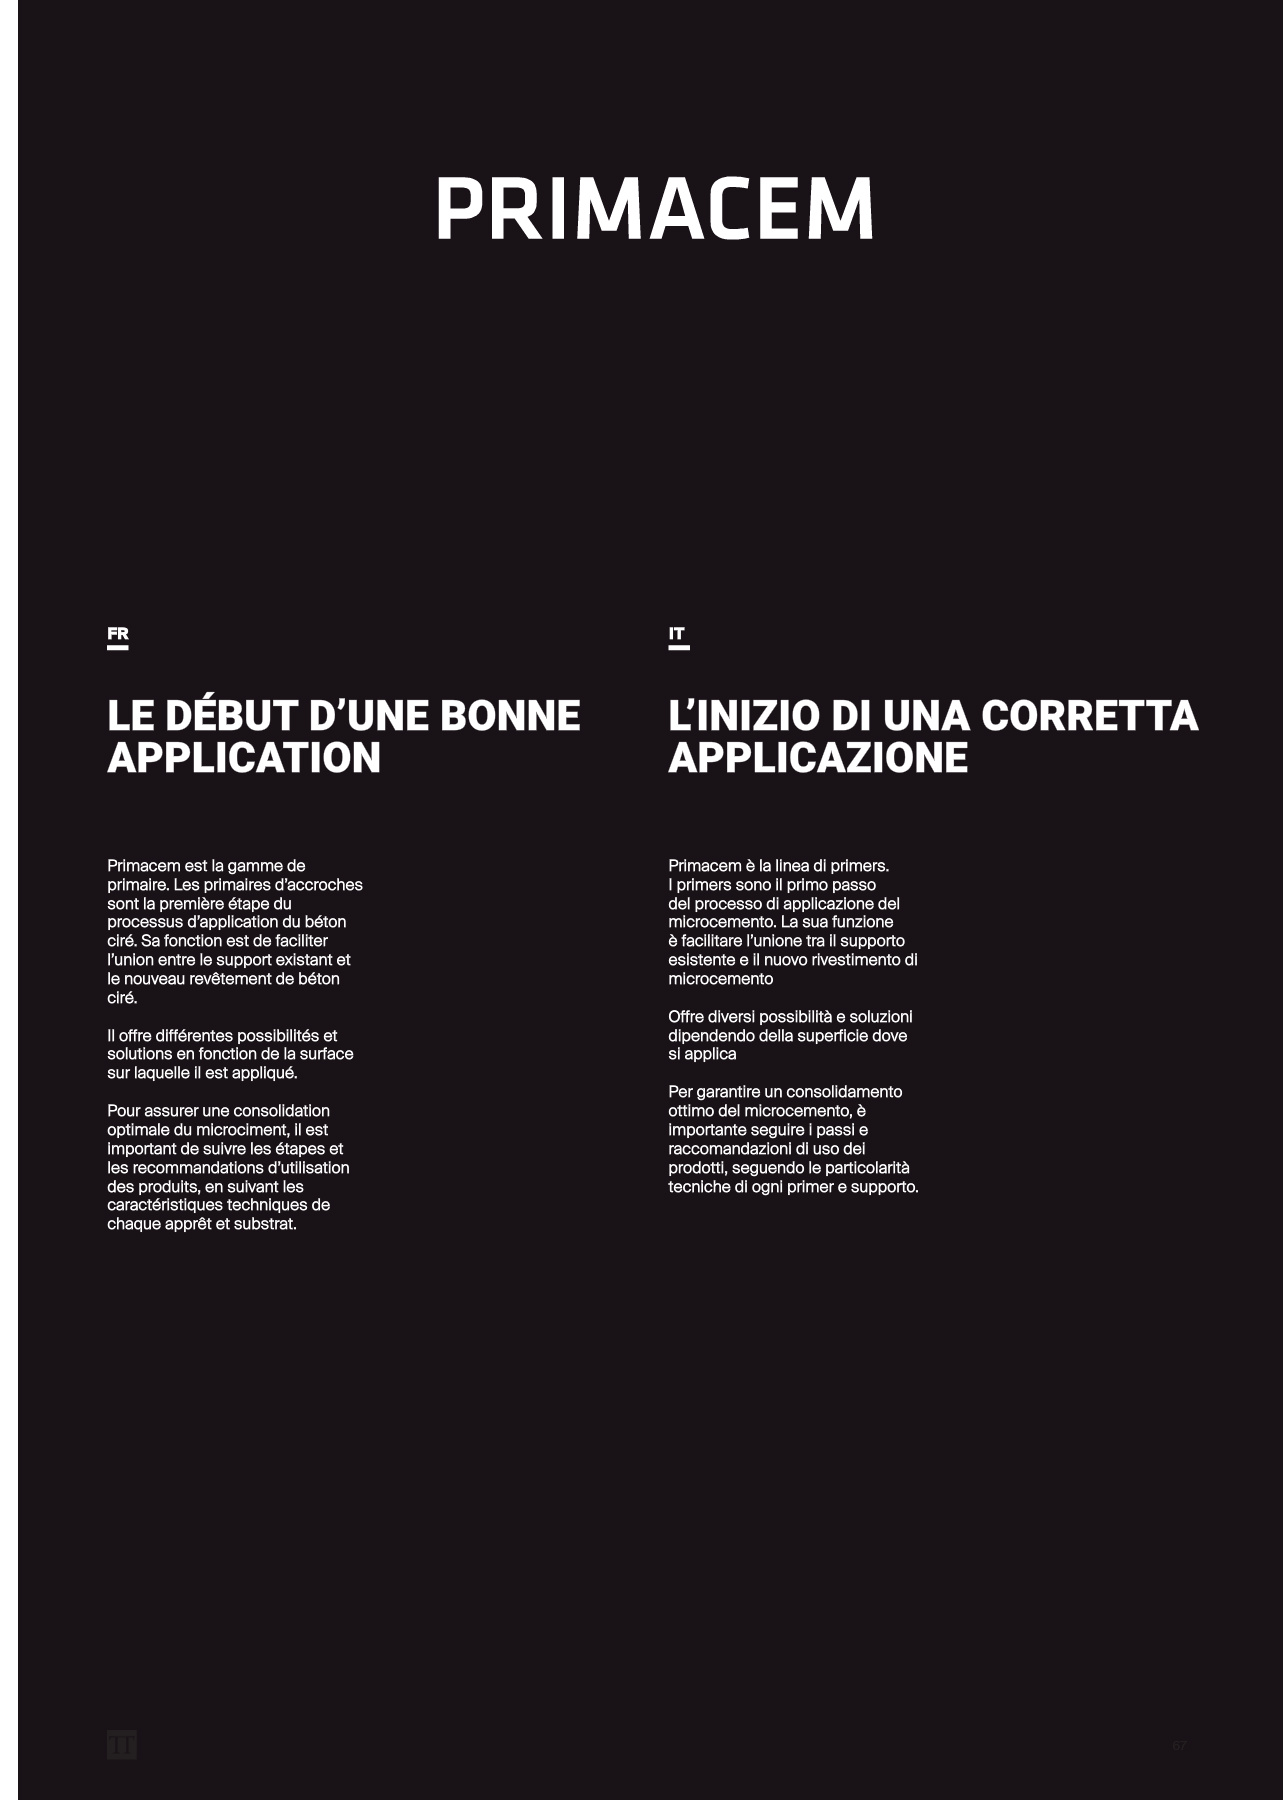 PRIMACEM
FR
LE DÉBUT D’UNE BONNE
APPLICATION
Primacem est la gamme de
primaire. Les primaires d’accroches
sont la première étape du
processus d’application du béton
ciré. Sa fonction est de faciliter
l’union entre le support existant et
le nouveau revêtement de béton
ciré.
Il offre différentes possibilités et
solutions en fonction de la surface
sur laquelle il est appliqué.
Pour assurer une consolidation
optimale du microciment, il est
important de suivre les étapes et
les recommandations d’utilisation
des produits, en suivant les
caractéristiques techniques de
chaque apprêt et substrat.
IT
L’INIZIO DI UNA CORRETTA
APPLICAZIONE
Primacem è la linea di primers.
I primers sono il primo passo
del processo di applicazione del
microcemento. La sua funzione
è facilitare l’unione tra il supporto
esistente e il nuovo rivestimento di
microcemento
Offre diversi possibilità e soluzioni
dipendendo della superficie dove
si applica
Per garantire un consolidamento
ottimo del microcemento, è
importante seguire i passi e
raccomandazioni di uso dei
prodotti, seguendo le particolarità
tecniche di ogni primer e supporto.
TT
67